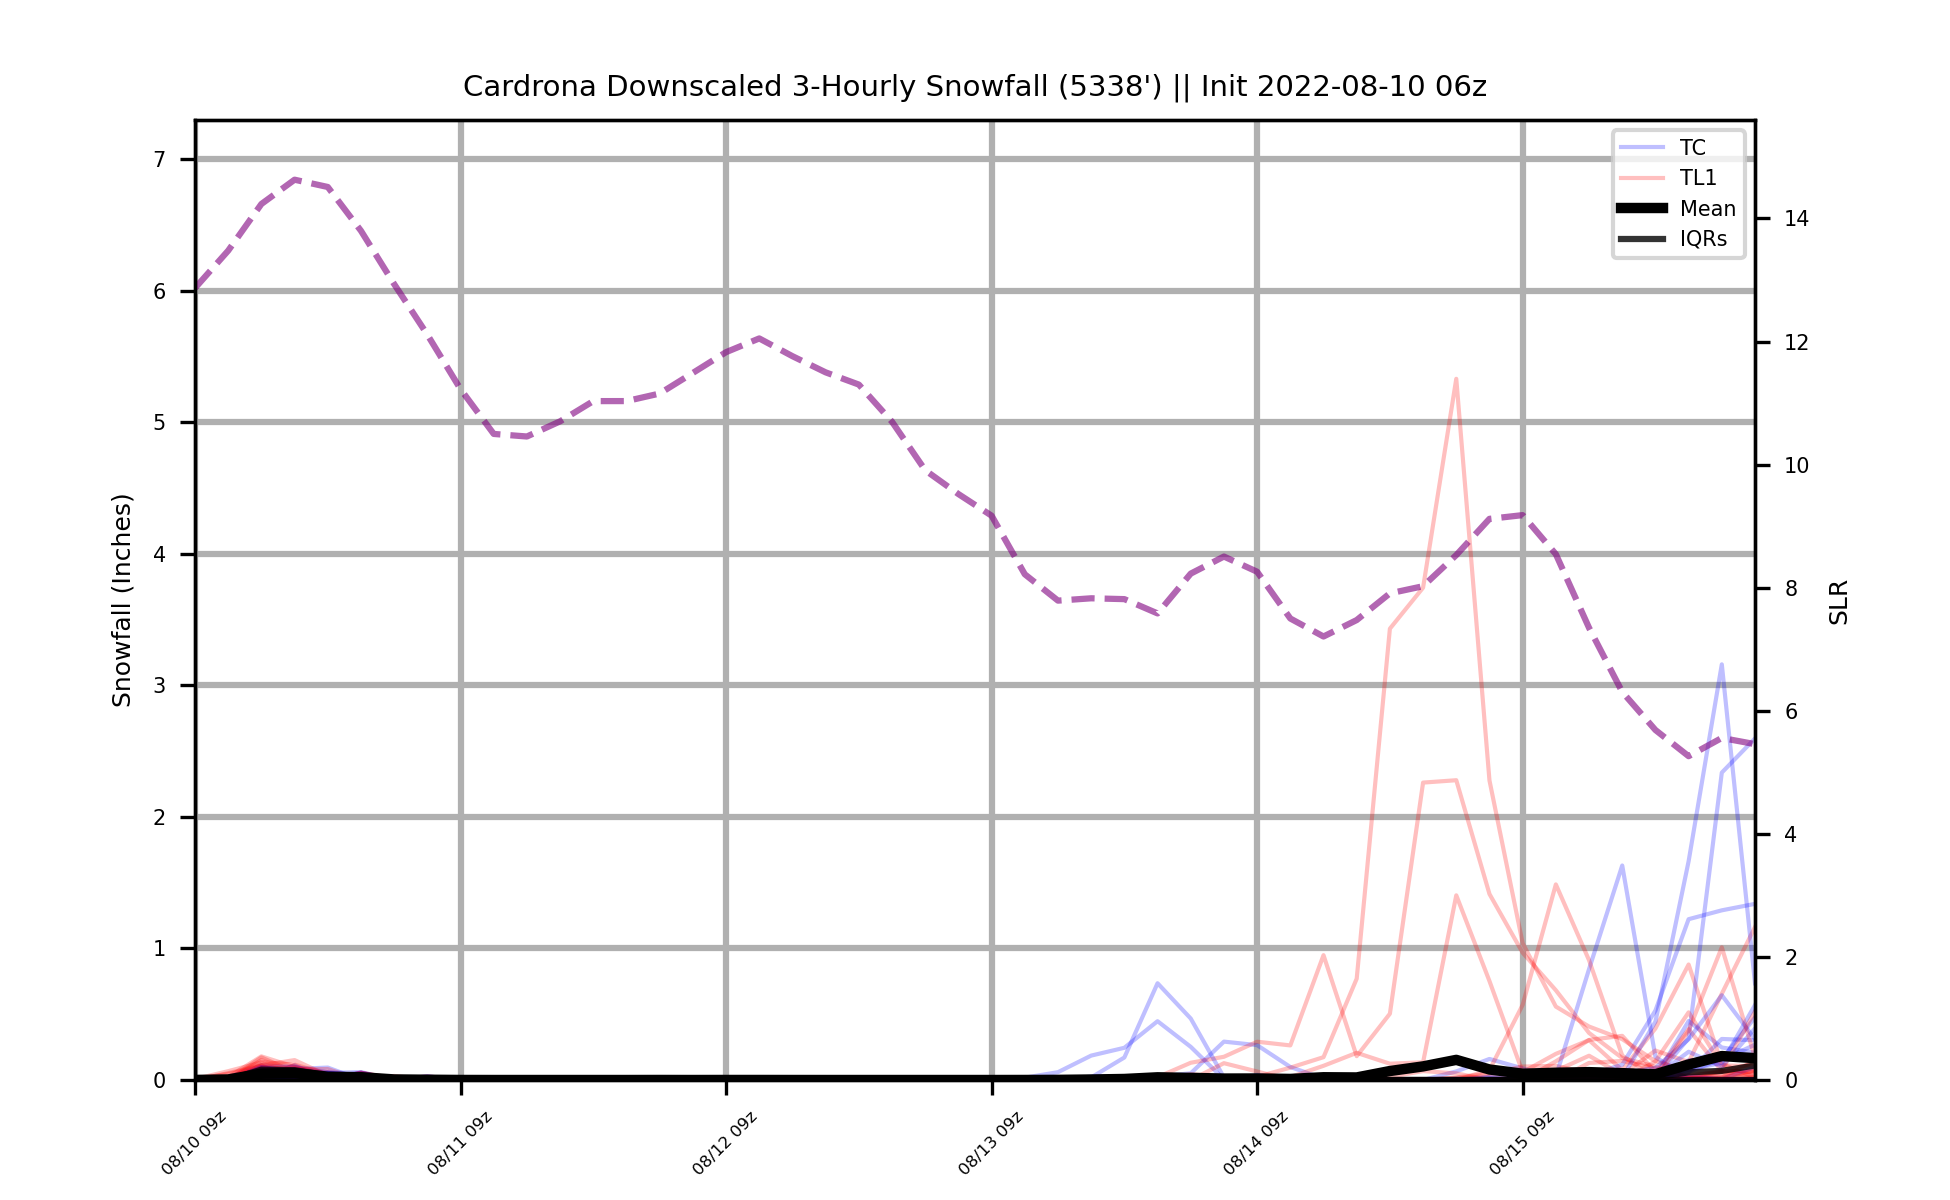 Cardrona Downscaled 3-Hourly Snowfall (5338') || Init 2022-08-10 06z
TC
TL1
Mean
IQRs
Snowfall (Inches)
7
6
5
4
3
2
1
0
14
12
10
8
6
4
2
0
SLR
08/10 09z
08/11 09z
08/12 09z
08/13 09z
08/14 09z
08/15 09z